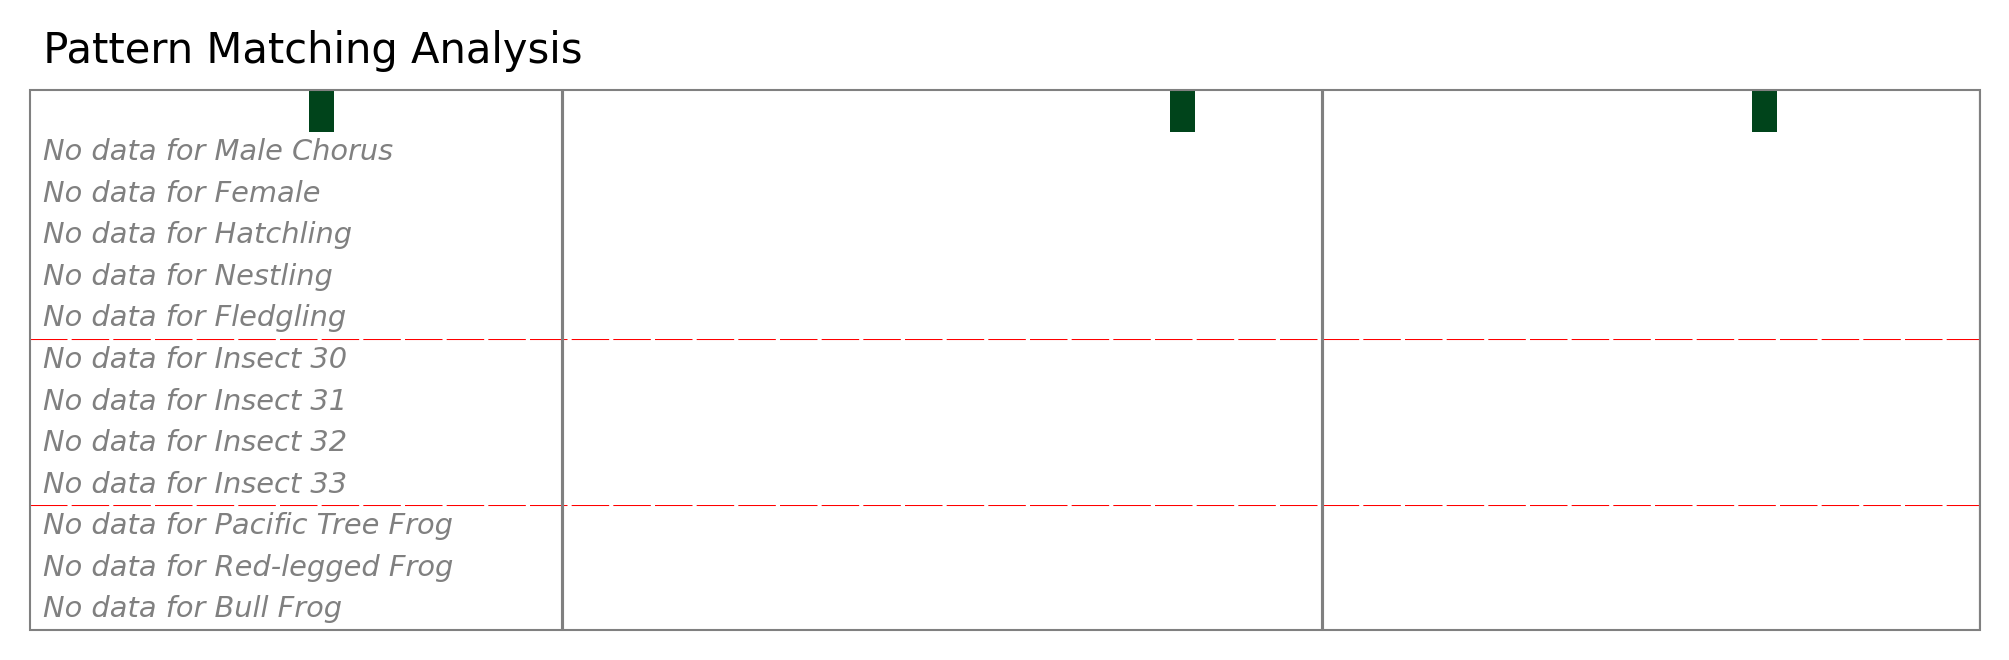 Pattern Matching Analysis
No data for Male Chorus
No data for Female
No data for Hatchling
No data for Nestling
No data for Fledgling
No data for Insect 30
No data for Insect 31
No data for Insect 32
No data for Insect 33
No data for Pacific Tree Frog
No data for Red-legged Frog
No data for Bull Frog